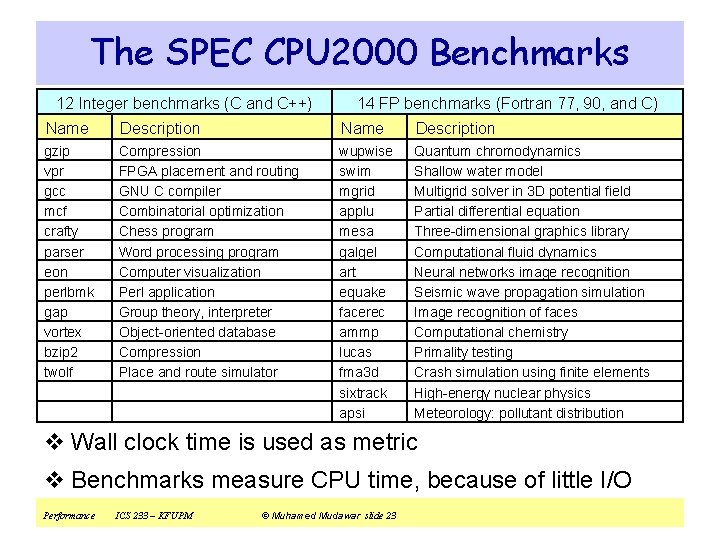 The SPEC CPU2000 Benchmarks
12 Integer benchmarks (C and C++) 14 FP benchmarks (Fortran 77, 90, and C)
Name Description Name Description
gzip Compression wupwise Quantum chromodynamics
vpr FPGA placement and routing swim Shallow water model
gcc GNU C compiler mgrid Multigrid solver in 3D potential field
mcf Combinatorial optimization applu Partial differential equation
crafty Chess program mesa Three-dimensional graphics library
parser Word processing program galgel Computational fluid dynamics
eon Computer visualization art Neural networks image recognition
perlbmk Perl application equake Seismic wave propagation simulation
gap Group theory, interpreter facerec Image recognition of faces
vortex Object-oriented database ammp Computational chemistry
bzip2 Compression lucas Primality testing
twolf Place and route simulator fma3d Crash simulation using finite elements
sixtrack High-energy nuclear physics
apsi Meteorology: pollutant distribution
❖ Wall clock time is used as metric
❖ Benchmarks measure CPU time, because of little I/O
Performance ICS 233 – KFUPM © Muhamed Mudawar slide 23